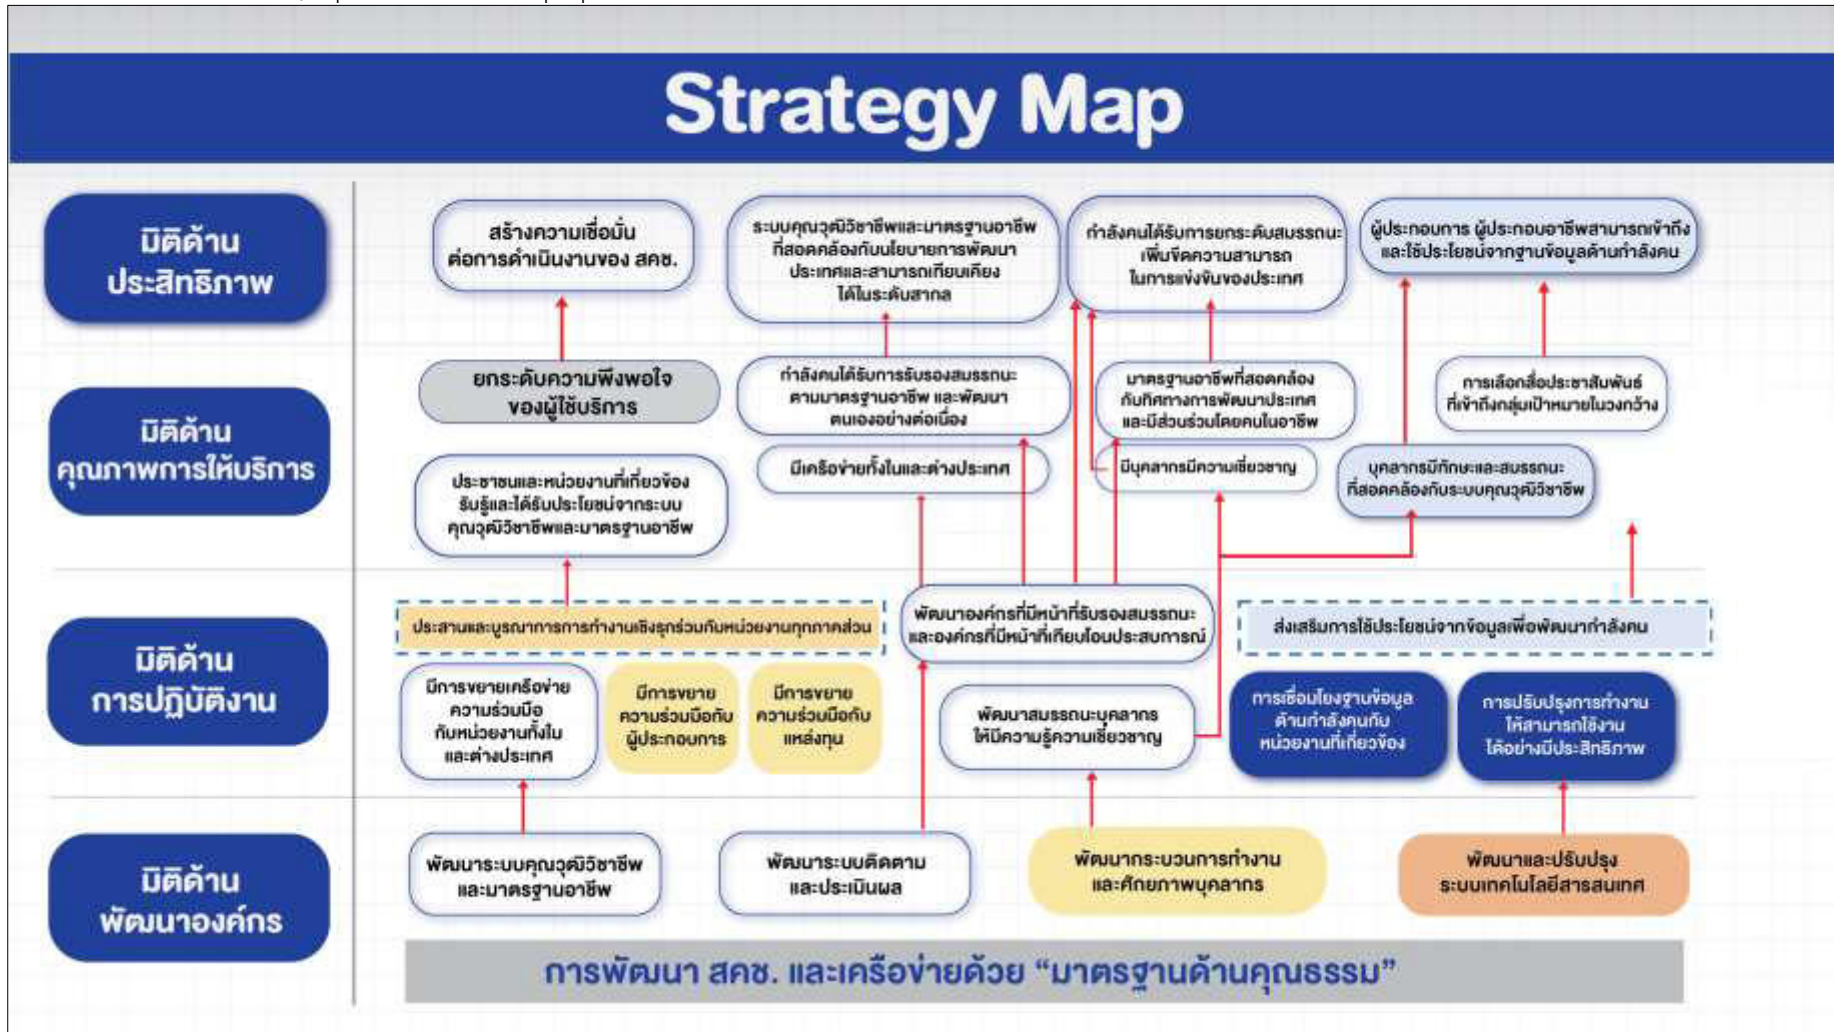 Strategy Map
มิติด้าน
ประสิทธิภาพ
สร้างความเชื่อมั่น
ต่อการดำเนินงานของ สคช.
ระบบคุณวุฒิวิชาชีพและมาตรฐานอาชีพ
ที่สอดคล้องกับนโยบายการพัฒนา
ประเทศและสามารถเทียบเคียง
ได้ในระดับสากล
กำลังคนได้รับการยกระดับสมรรถนะ
เพิ่มขีดความสามารถ
ในการแข่งขันของประเทศ
ผู้ประกอบการ ผู้ประกอบอาชีพสามารถเข้าถึง
และใช้ประโยชน์จากฐานข้อมูลด้านกำลังคน
มิติด้าน
คุณภาพการให้บริการ
ยกระดับความพึงพอใจ
ของผู้ใช้บริการ
กำลังคนได้รับการรับรองสมรรถนะ
ตามมาตรฐานอาชีพ และพัฒนา
ตนเองอย่างต่อเนื่อง
มาตรฐานอาชีพที่สอดคล้อง
กับทิศทางการพัฒนาประเทศ
และมีส่วนร่วมโดยคนในอาชีพ
การเลือกสื่อประชาสัมพันธ์
ที่เข้าถึงกลุ่มเป้าหมายในวงกว้าง
ประชาชนและหน่วยงานที่เกี่ยวข้อง
รับรู้และได้รับประโยชน์จากระบบ
คุณวุฒิวิชาชีพและมาตรฐานอาชีพ
มีเครือข่ายทั้งในและต่างประเทศ
มีบุคลากรมีความเชี่ยวชาญ
บุคลากรมีทักษะและสมรรถนะ
ที่สอดคล้องกับระบบคุณวุฒิวิชาชีพ
มิติด้าน
การปฏิบัติงาน
ประสานและบูรณาการการทำงานเชิงรุกร่วมกับหน่วยงานทุกภาคส่วน
พัฒนาองค์กรที่มีหน้าที่รับรองสมรรถนะ
และองค์กรที่มีหน้าที่เทียบโอนประสบการณ์
ส่งเสริมการใช้ประโยชน์จากข้อมูลเพื่อพัฒนากำลังคน
มีการขยายเครือข่าย
ความร่วมมือ
กับหน่วยงานทั้งใน
และต่างประเทศ
มีการขยาย
ความร่วมมือกับ
ผู้ประกอบการ
มีการขยาย
ความร่วมมือกับ
แหล่งทุน
พัฒนาสมรรถนะบุคลากร
ให้มีความรู้ความเชี่ยวชาญ
การเชื่อมโยงฐานข้อมูล
ด้านกำลังคนกับ
หน่วยงานที่เกี่ยวข้อง
การปรับปรุงการทำงาน
ให้สามารถใช้งาน
ได้อย่างมีประสิทธิภาพ
มิติด้าน
พัฒนาองค์กร
พัฒนาระบบคุณวุฒิวิชาชีพ
และมาตรฐานอาชีพ
พัฒนาระบบติดตาม
และประเมินผล
พัฒนากระบวนการทำงาน
และศักยภาพบุคลากร
พัฒนาและปรับปรุง
ระบบเทคโนโลยีสารสนเทศ
การพัฒนา สคช. และเครือข่ายด้วย “มาตรฐานด้านคุณธรรม”